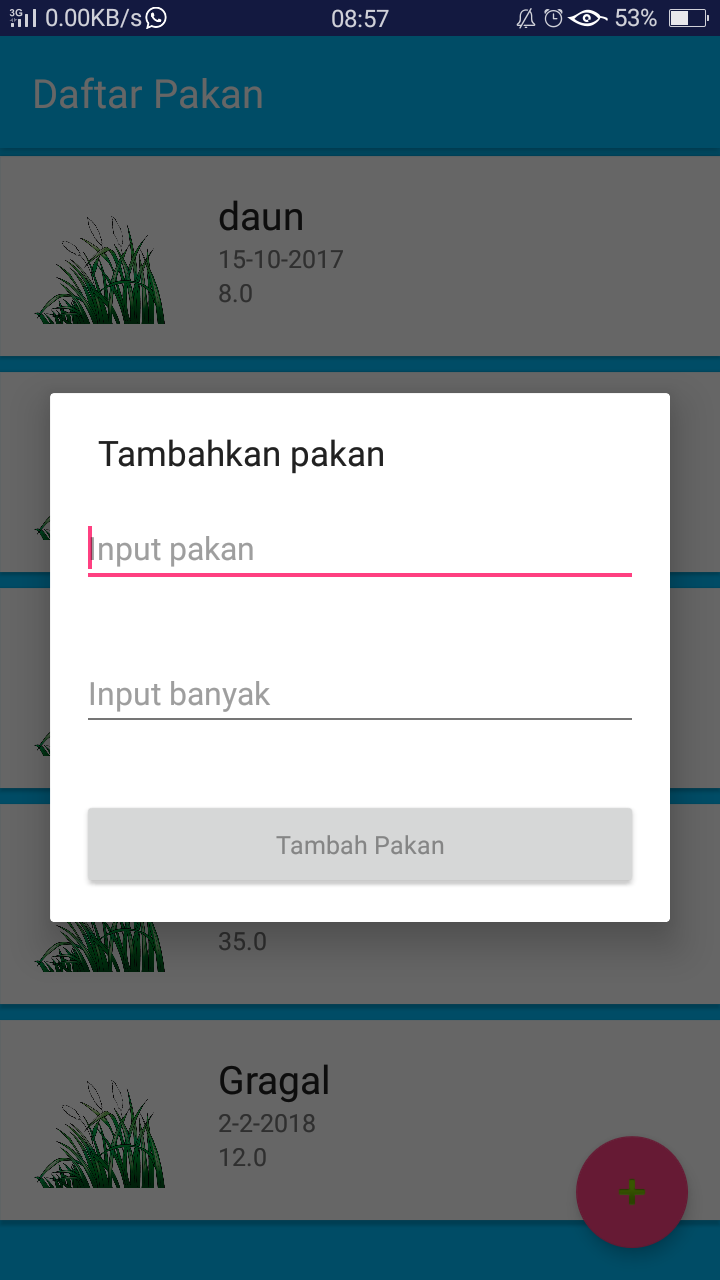 3G 0.00KB/s 08:57 53%
Daftar Pakan
daun
15-10-2017
8.0
Tambahkan pakan
Input pakan
Input banyak
Tambah Pakan
35.0
Gragal
2-2-2018
12.0
+